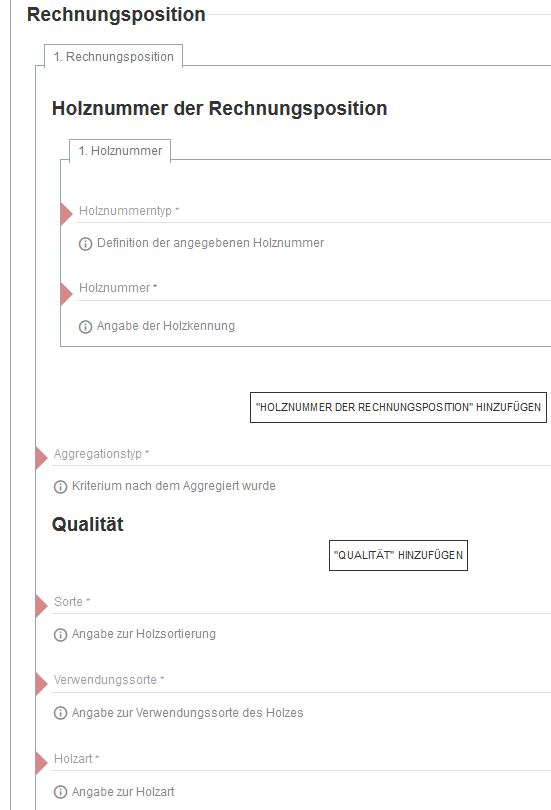 Rechnungsposition
1. Rechnungsposition
Holznummer der Rechnungsposition
1. Holznummer
Holznummerntyp *
Definition der angegebenen Holznummer
Holznummer *
Angabe der Holzkennung
"HOLZNUMMER DER RECHNUNGSPOSITION" HINZUFÜGEN
Aggregationstyp *
Kriterium nach dem Aggregiert wurde
Qualität
"QUALITÄT" HINZUFÜGEN
Sorte *
Angabe zur Holzsortierung
Verwendungssorte *
Angabe zur Verwendungssorte des Holzes
Holzart *
Angabe zur Holzart